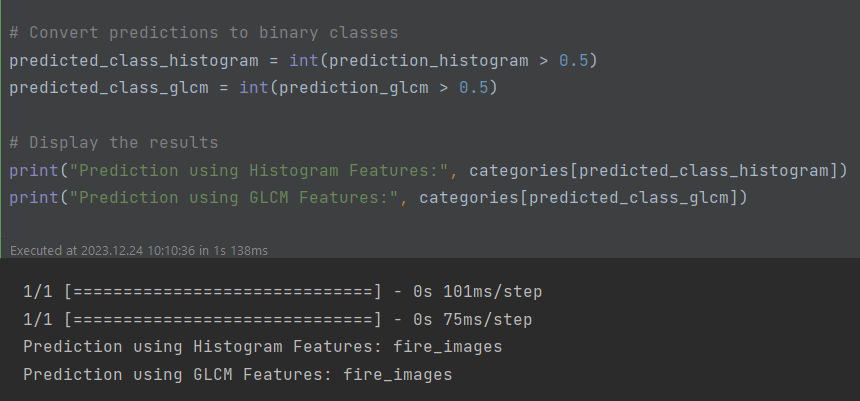 # Convert predictions to binary classes
predicted_class_histogram = int(prediction_histogram > 0.5)
predicted_class_glcm = int(prediction_glcm > 0.5)
# Display the results
print("Prediction using Histogram Features:", categories[predicted_class_histogram])
print("Prediction using GLCM Features:", categories[predicted_class_glcm])
Executed at 2023.12.24 10:10:36 in 1s 138ms
1/1 [==============================] - 0s 101ms/step
1/1 [==============================] - 0s 75ms/step
Prediction using Histogram Features: fire_images
Prediction using GLCM Features: fire_images